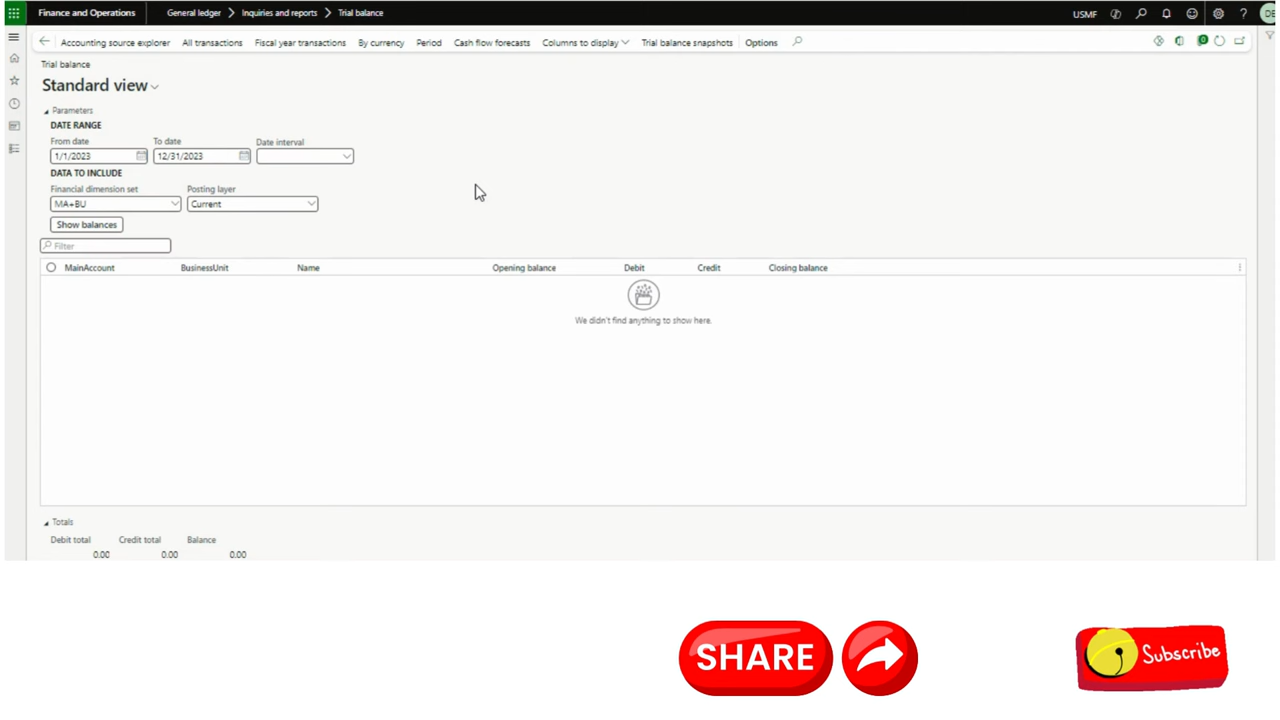 Finance and Operations General ledger Inquiries and reports Trial balance USMF ? DE
Accounting source explorer All transactions Fiscal year transactions By currency Period Cash flow forecasts Columns to display Trial balance snapshots Options 0
Trial balance
Standard view
Parameters
DATE RANGE
From date To date Date interval
1/1/2023 12/31/2023
DATA TO INCLUDE
Financial dimension set Posting layer
MA+BU Current
Show balances
Filter
MainAccount BusinessUnit Name Opening balance Debit Credit Closing balance
We didn't find anything to show here.
Totals
Debit total Credit total Balance
0.00 0.00 0.00
SHARE Subscribe